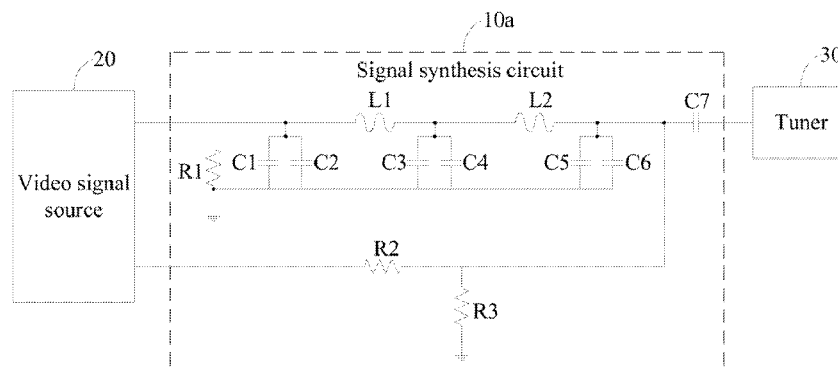 10a
20
30
Signal synthesis circuit
L1
L2
C7
Tuner
R1
C1
C2
C3
C4
C5
C6
Video signal
source
R2
R3